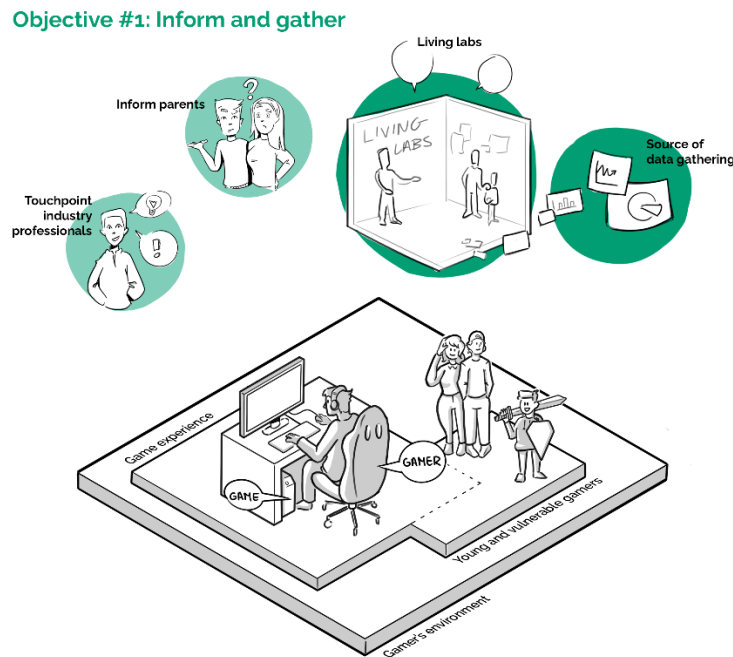 Objective #1: Inform and gather
Living labs
Inform parents
LIVING
LABS
Source of
data gathering
Touchpoint
industry
professionals
?
!
Game experience
GAMER
GAME
Young and vulnerable gamers
Gamer's environment